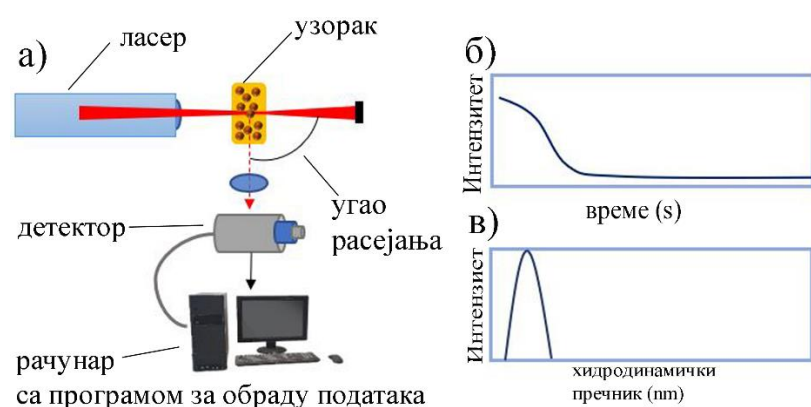 а)
ласер
узорак
детектор
угао
расејања
рачунар
са програмом за обраду података
б)
Интензитет
време (s)
в)
Интензист
хидродинамички
пречник (nm)